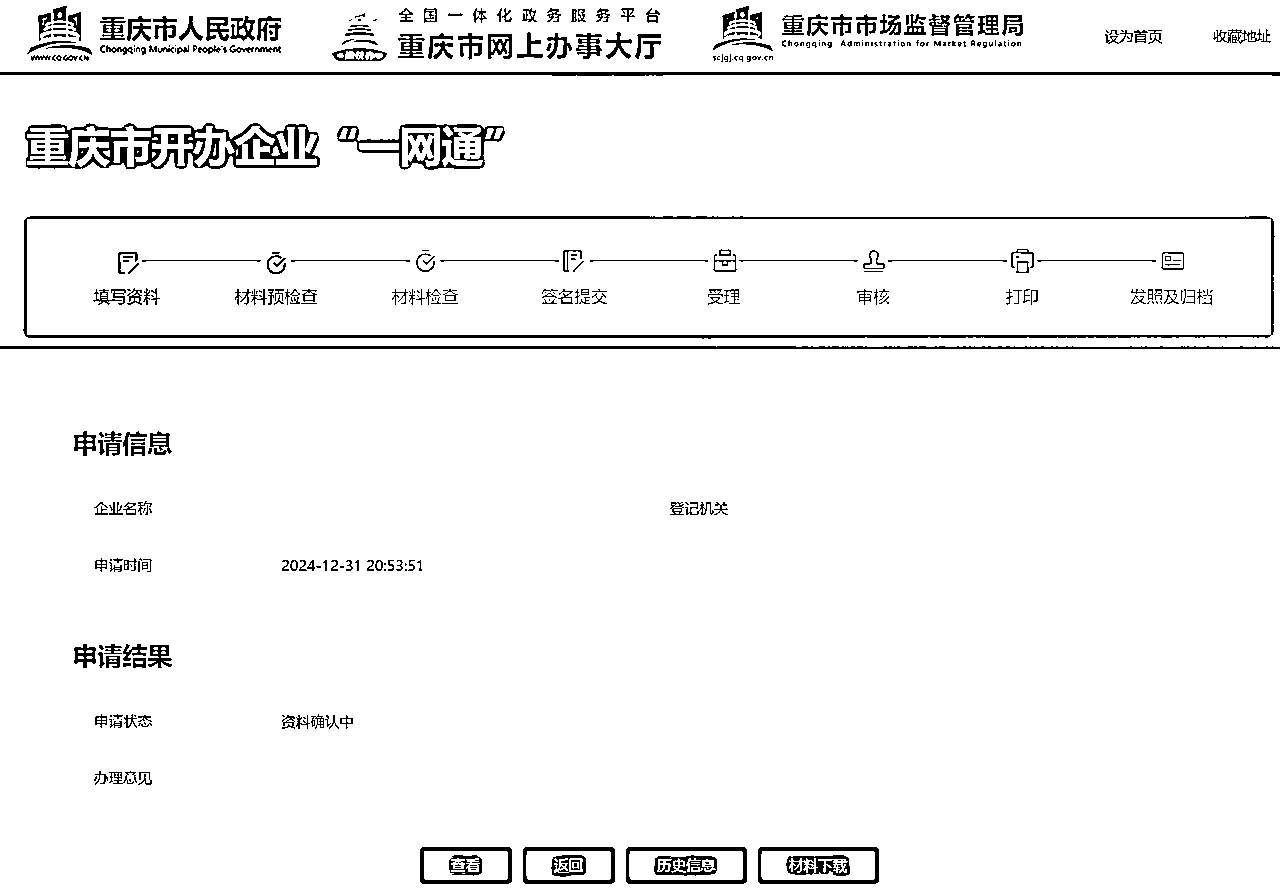 重庆市人民政府
Chongqing Municipal People's Government
www.cq.gov.cn
全国一体化政务服务平台
重庆市网上办事大厅
重庆市市场监督管理局
Chongqing Administration for Market Regulation
scjgj.cq.gov.cn
设为首页 收藏地址
重庆市开办企业“一网通”
填写资料 材料预检查 材料检查 签名提交 受理 审核 打印 发照及归档
申请信息
企业名称 登记机关
申请时间 2024-12-31 20:53:51
申请结果
申请状态 资料确认中
办理意见
查看 返回 历史信息 材料下载